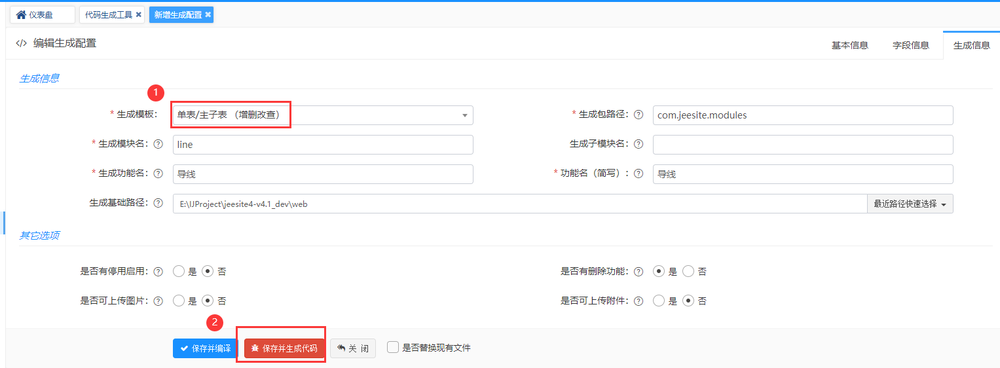 仪表盘 代码生成工具 × 新增生成配置 ×
</> 编辑生成配置 基本信息 字段信息 生成信息
生成信息
1
* 生成模板: 单表/主子表 （增删改查） * 生成包路径: ? com.jeesite.modules
* 生成模块名: ? line 生成子模块名: ?
* 生成功能名: ? 导线 * 功能名（简写）: ? 导线
生成基础路径: ? E:\IJProject\jeesite4-v4.1_dev\web 最近路径快速选择
其它选项
是否有停用启用: ? 是 否 是否有删除功能: ? 是 否
是否可上传图片: ? 是 否 是否可上传附件: ? 是 否
2
保存并编译 保存并生成代码 关 闭 是否替换现有文件